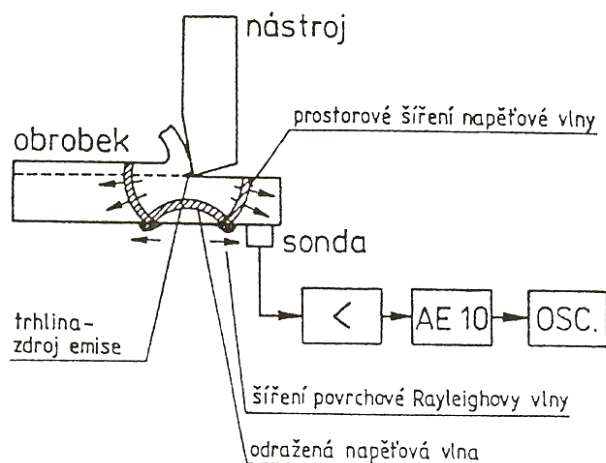 nástroj
prostorové šíření napěťové vlny
obrobek
sonda
trhlina-
zdroj emise
<
AE 10
OSC.
šíření povrchové Rayleighovy vlny
odražená napěťová vlna